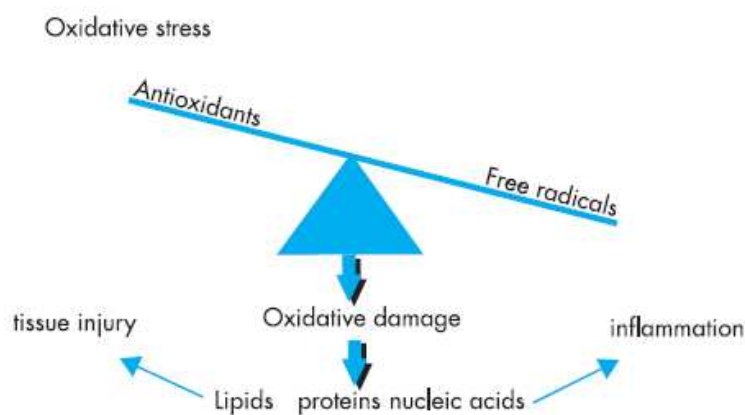 Oxidative stress
Antioxidants
Free radicals
Oxidative damage
tissue injury
inflammation
Lipids proteins nucleic acids